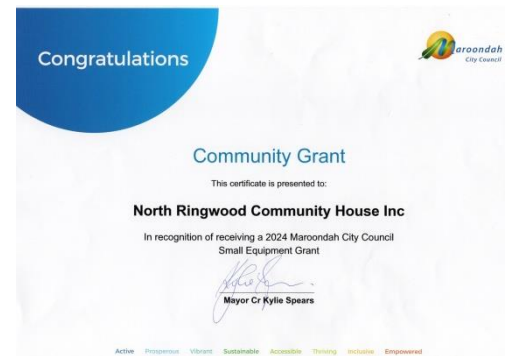 Congratulations
Maroondah
City Council
Community Grant
This certificate is presented to:
North Ringwood Community House Inc
In recognition of receiving a 2024 Maroondah City Council
Small Equipment Grant
Mayor Cr Kylie Spears
Active Prosperous Vibrant Sustainable Accessible Thriving Inclusive Empowered